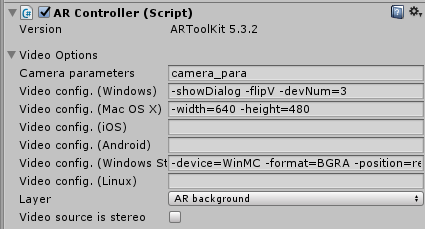 AR Controller (Script)
Version ARToolKit 5.3.2
Video Options
Camera parameters camera_para
Video config. (Windows) -showDialog -flipV -devNum=3
Video config. (Mac OS X) -width=640 -height=480
Video config. (iOS)
Video config. (Android)
Video config. (Windows St -device=WinMC -format=BGRA -position=re
Video config. (Linux)
Layer AR background
Video source is stereo